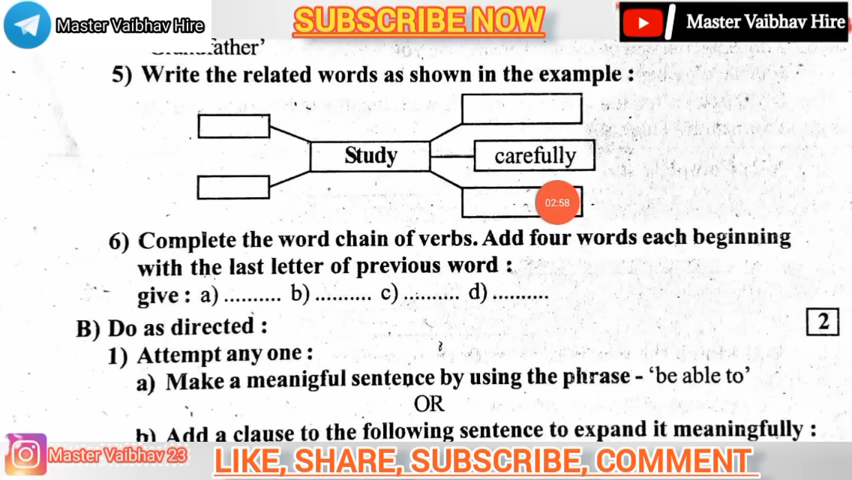 Master Vaibhav Hire
SUBSCRIBE NOW
Master Vaibhav Hire
5) Write the related words as shown in the example :
Study
carefully
02:58
6) Complete the word chain of verbs. Add four words each beginning
with the last letter of previous word :
give : a) .......... b) .......... c) .......... d) ..........
B) Do as directed :
2
1) Attempt any one :
a) Make a meanigful sentence by using the phrase - ‘be able to’
OR
b) Add a clause to the following sentence to expand it meaningfully :
Master Vaibhav 23
LIKE, SHARE, SUBSCRIBE, COMMENT